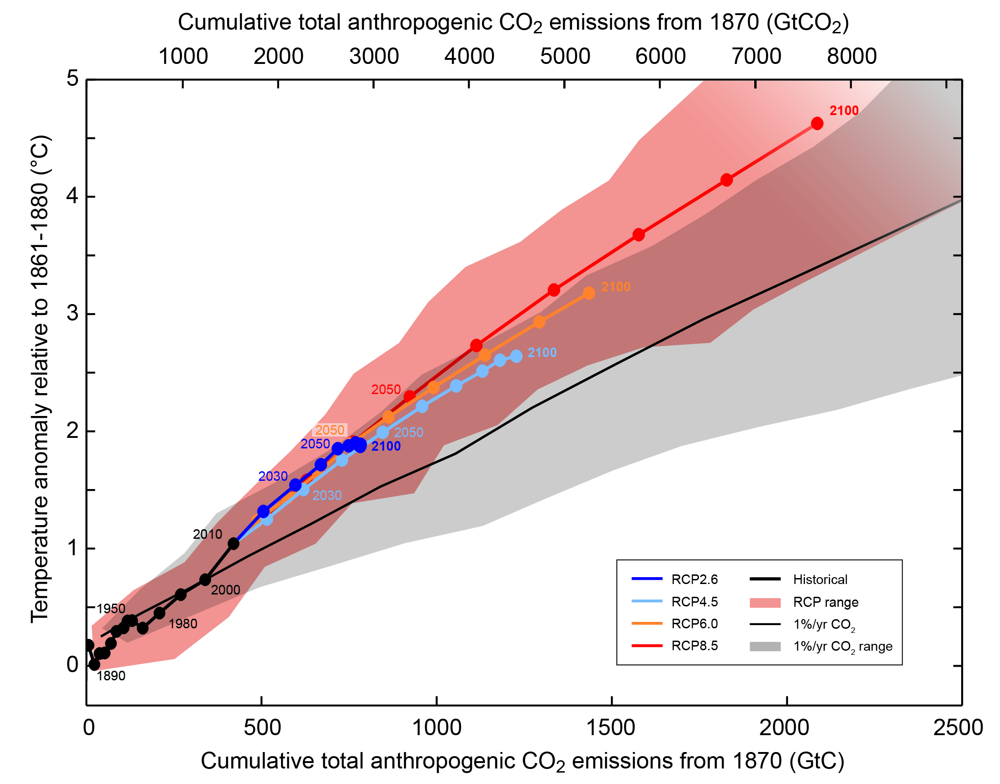 Cumulative total anthropogenic CO₂ emissions from 1870 (GtCO₂)
1000 2000 3000 4000 5000 6000 7000 8000
Temperature anomaly relative to 1861-1880 (°C)
5
4
3
2
1
0
2100
2100
2100
2050
2050
2050
2050
2100
2030
2030
2010
2000
1950
1980
1890
RCP2.6 Historical
RCP4.5 RCP range
RCP6.0 1%/yr CO₂
RCP8.5 1%/yr CO₂ range
0 500 1000 1500 2000 2500
Cumulative total anthropogenic CO₂ emissions from 1870 (GtC)